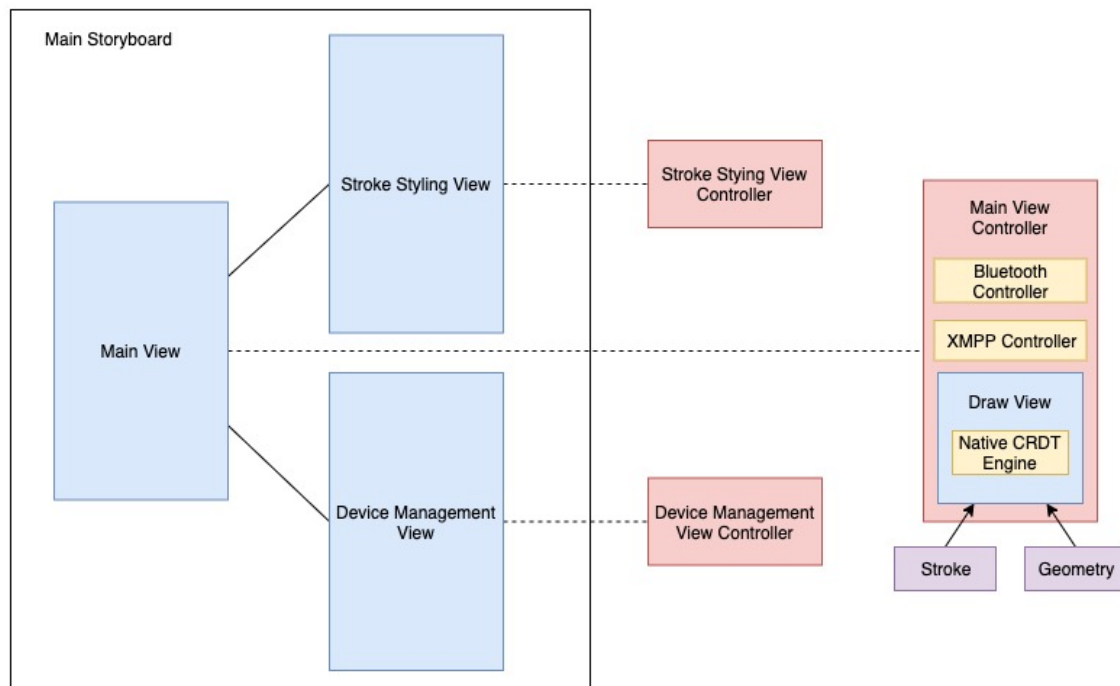 Main Storyboard
Stroke Styling View
Stroke Stying View
Controller
Main View
Controller
Bluetooth
Controller
XMPP Controller
Main View
Draw View
Native CRDT
Engine
Device Management
View
Device Management
View Controller
Stroke
Geometry